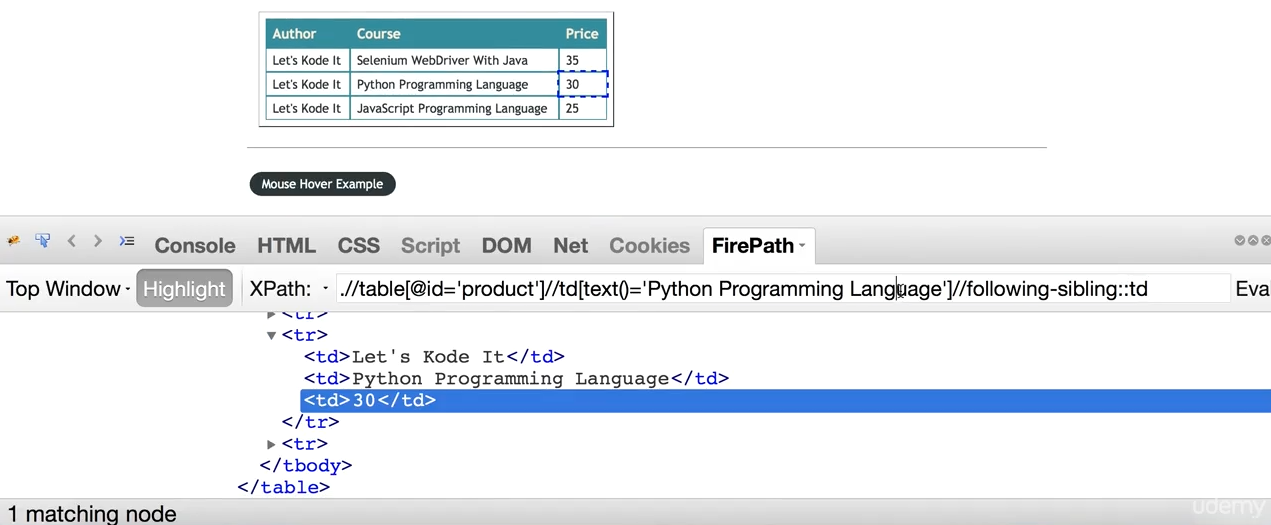 Author Course Price
Let's Kode It Selenium WebDriver With Java 35
Let's Kode It Python Programming Language 30
Let's Kode It JavaScript Programming Language 25
Mouse Hover Example
Console HTML CSS Script DOM Net Cookies FirePath
Top Window Highlight XPath: .//table[@id='product']//td[text()='Python Programming Language']//following-sibling::td Eval
<tr>
<tr>
<td>Let's Kode It</td>
<td>Python Programming Language</td>
<td>30</td>
</tr>
<tr>
</tbody>
</table>
1 matching node
udemy